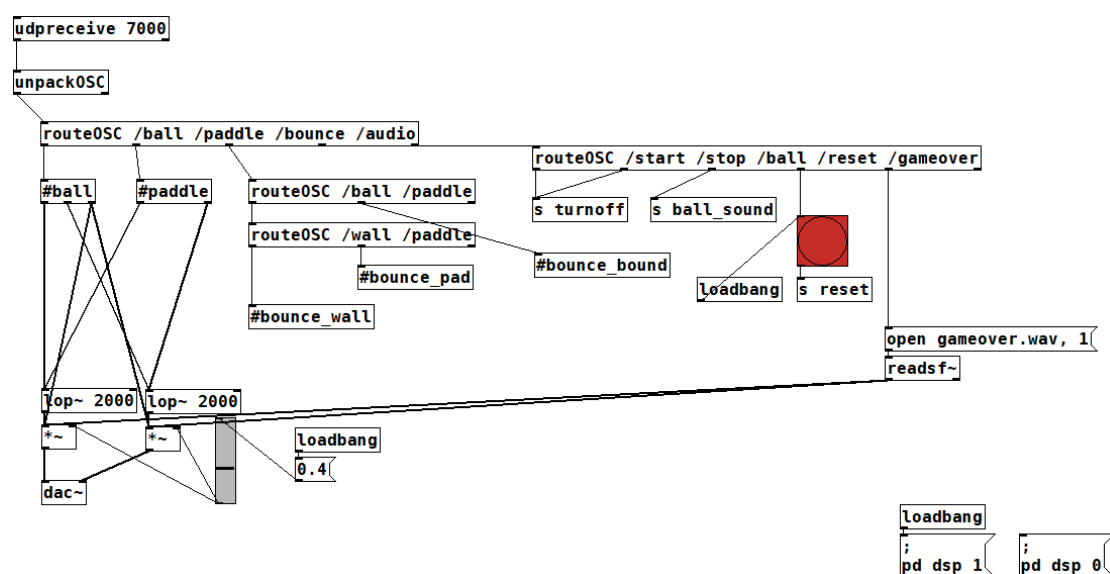 udpreceive 7000
unpackOSC
routeOSC /ball /paddle /bounce /audio
routeOSC /start /stop /ball /reset /gameover
#ball
#paddle
routeOSC /ball /paddle
s turnoff
s ball_sound
routeOSC /wall /paddle
#bounce_bound
#bounce_pad
loadbang
s reset
#bounce_wall
open gameover.wav, 1
readsf~
lop~ 2000
lop~ 2000
*~
*~
loadbang
0.4
dac~
loadbang
;
pd dsp 1
;
pd dsp 0